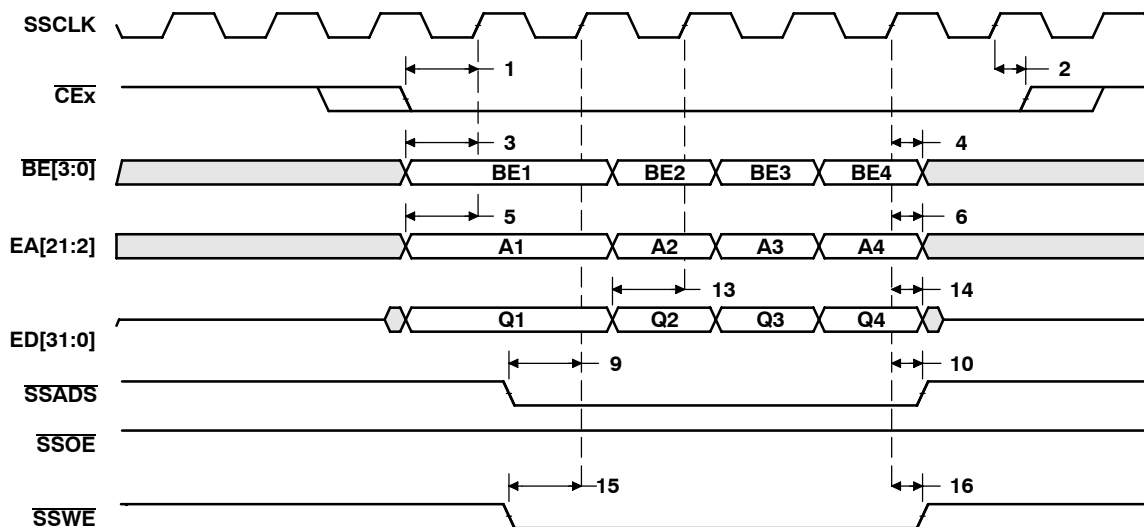 SSCLK
1
2
CEx
3
4
BE[3:0]
BE1
BE2
BE3
BE4
5
6
EA[21:2]
A1
A2
A3
A4
13
14
Q1
Q2
Q3
Q4
ED[31:0]
9
10
SSADS
SSOE
15
16
SSWE